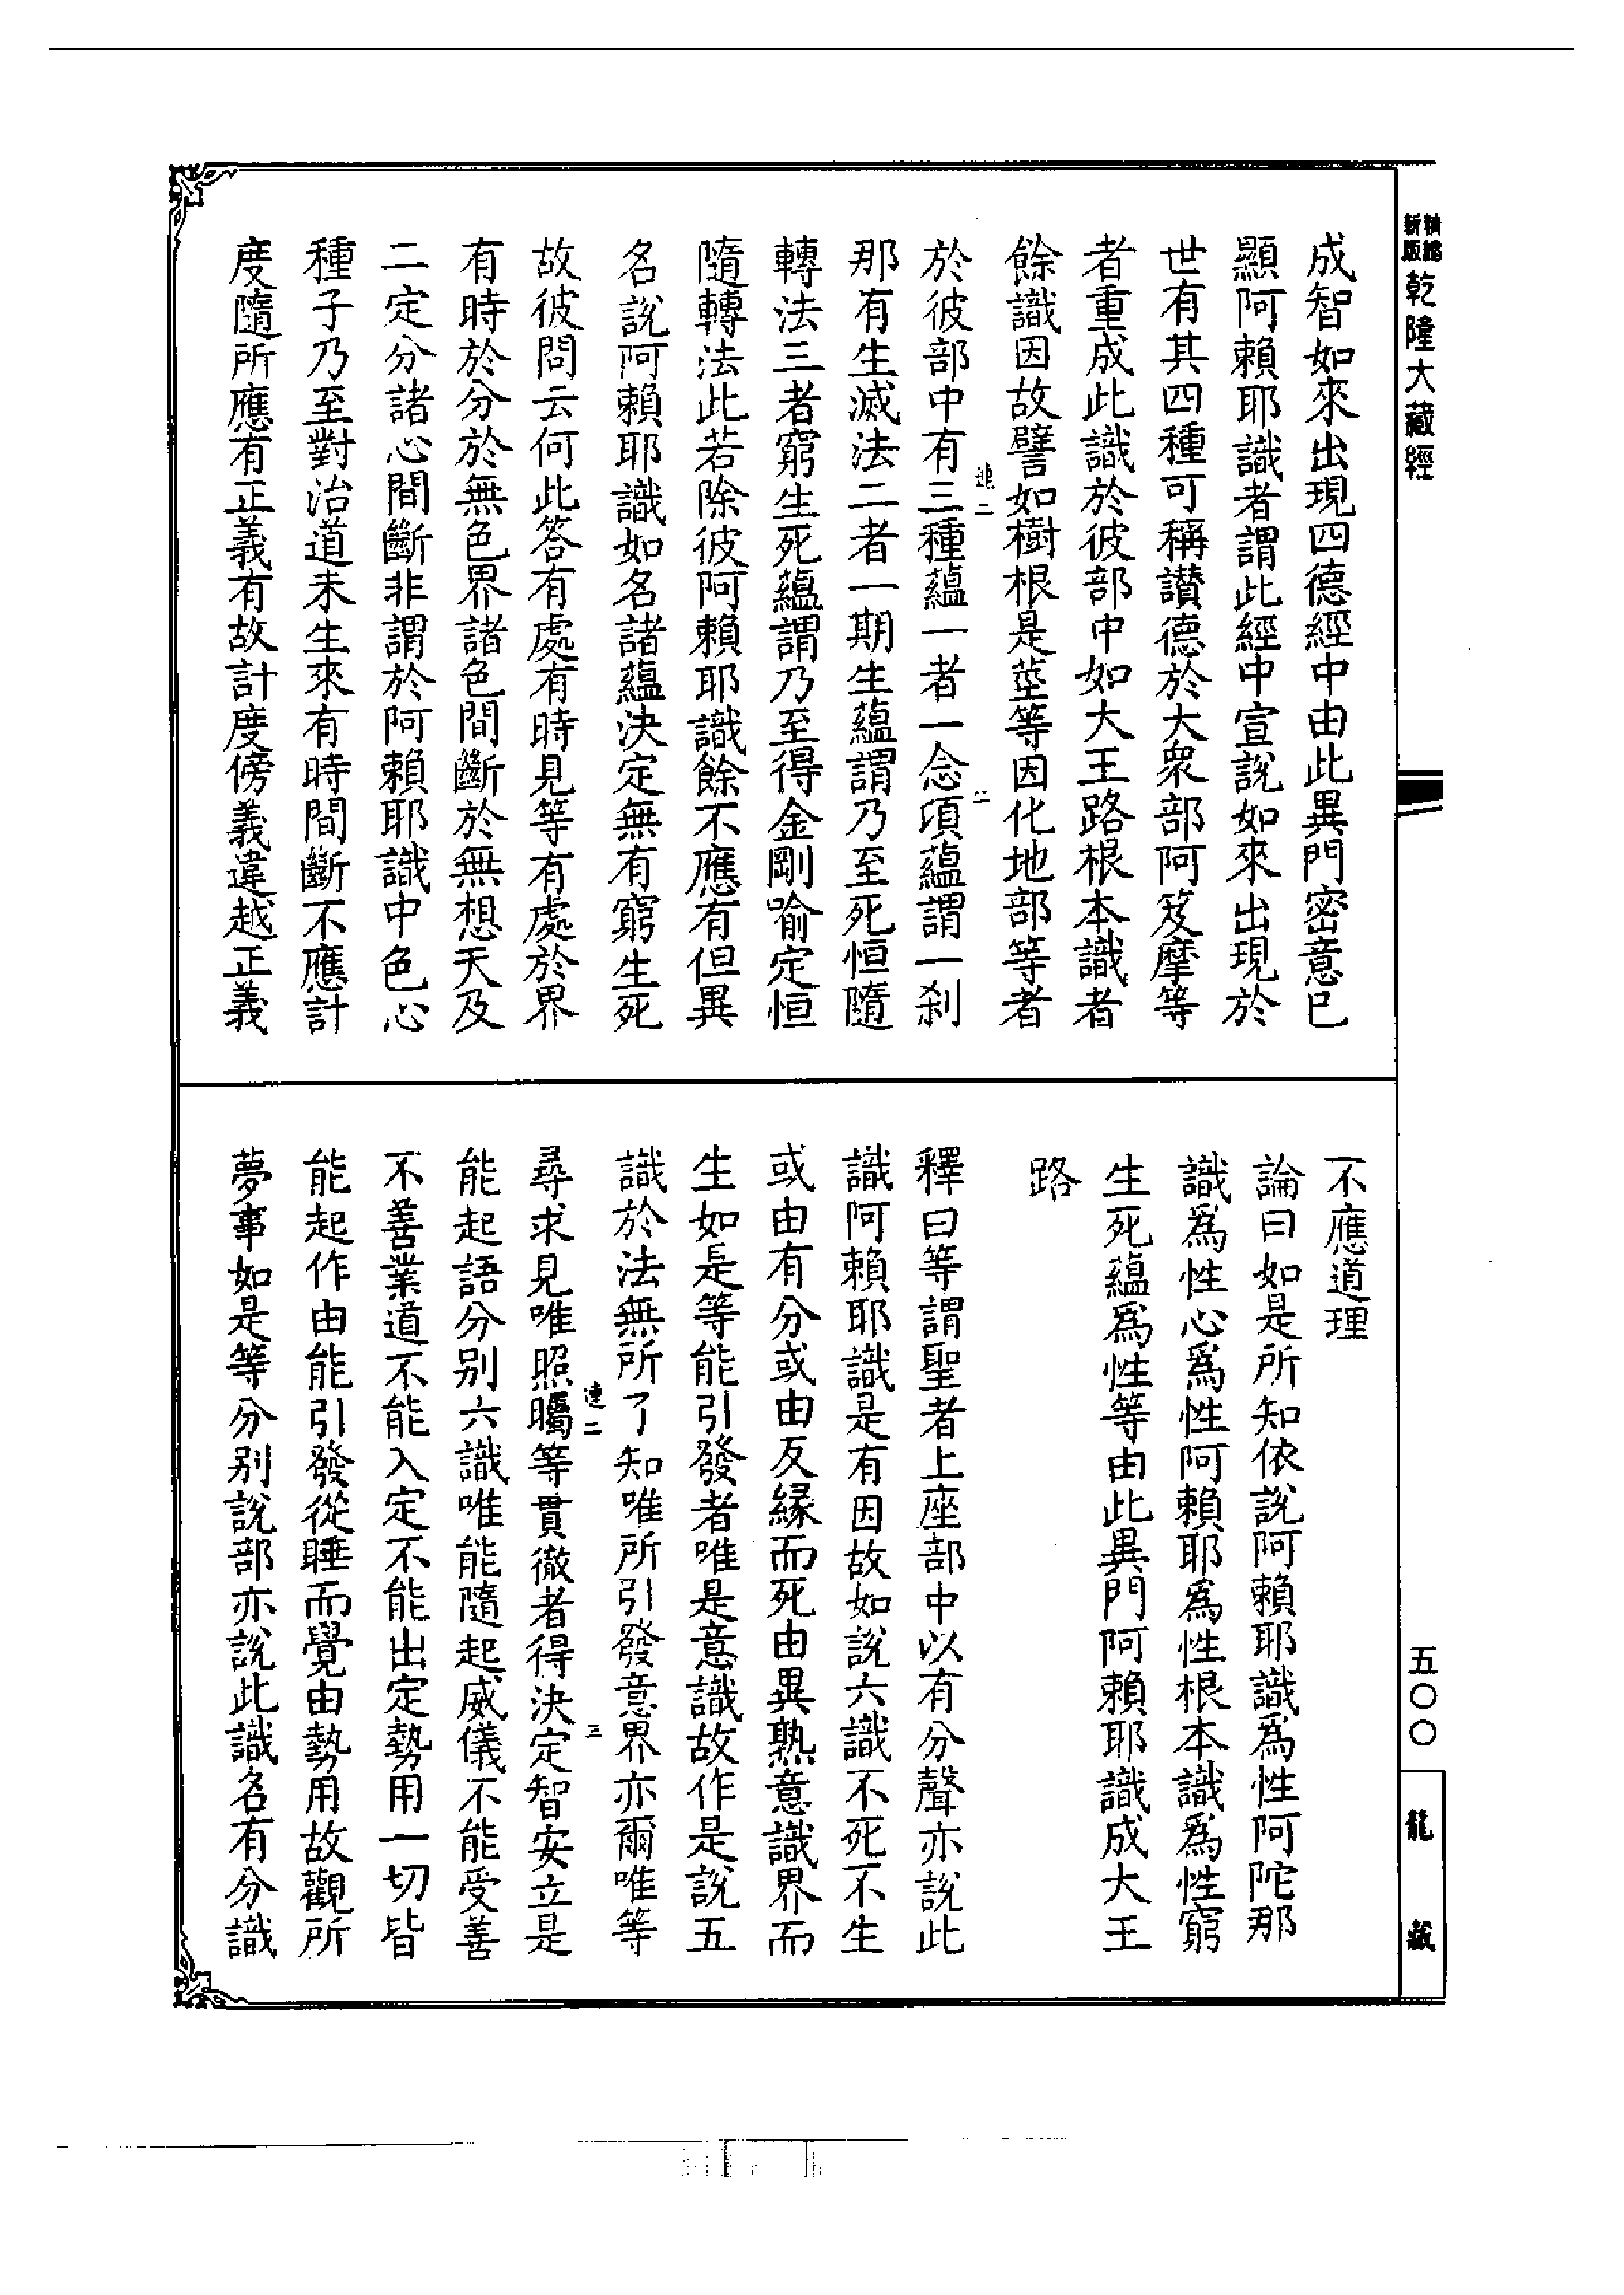 新版
精縮
乾隆大藏經
成智如來出現四德經中由此異門密意已
顯阿賴耶識者謂此經中宣說如來出現於
世有其四種可稱讚德於大衆部阿笈摩等
者重成此識於彼部中如大王路根本識者
餘識因故譬如樹根是莖等因化地部等者
連二
二
於彼部中有三種蘊一者一念頃蘊謂一剎
那有生滅法二者一期生蘊謂乃至死恒隨
轉法三者窮生死蘊謂乃至得金剛喻定恒
隨轉法此若除彼阿賴耶識餘不應有但異
名說阿賴耶識如名諸蘊決定無有窮生死
故彼問云何此答有處有時見等有處於界
有時於分於無色界諸色間斷於無想天及
二定分諸心間斷非謂於阿賴耶識中色心
種子乃至對治道未生來有時間斷不應計
度隨所應有正義有故計度傍義違越正義
不應道理
論曰如是所知依說阿賴耶識爲性阿陀那
識爲性心爲性阿賴耶爲性根本識爲性窮
生死蘊爲性等由此異門阿賴耶識成大王
路
釋曰等謂聖者上座部中以有分聲亦說此
識阿賴耶識是有因故如說六識不死不生
或由有分或由反緣而死由異熟意識界而
生如是等能引發者唯是意識故作是說五
識於法無所了知唯所引發意界亦爾唯等
連二
三
尋求見唯照矚等貫徹者得決定智安立是
能起語分別六識唯能隨起威儀不能受善
不善業道不能入定不能出定勢用一切皆
能起作由能引發從睡而覺由勢用故觀所
夢事如是等分別說部亦說此識名有分識
五〇〇
龍藏